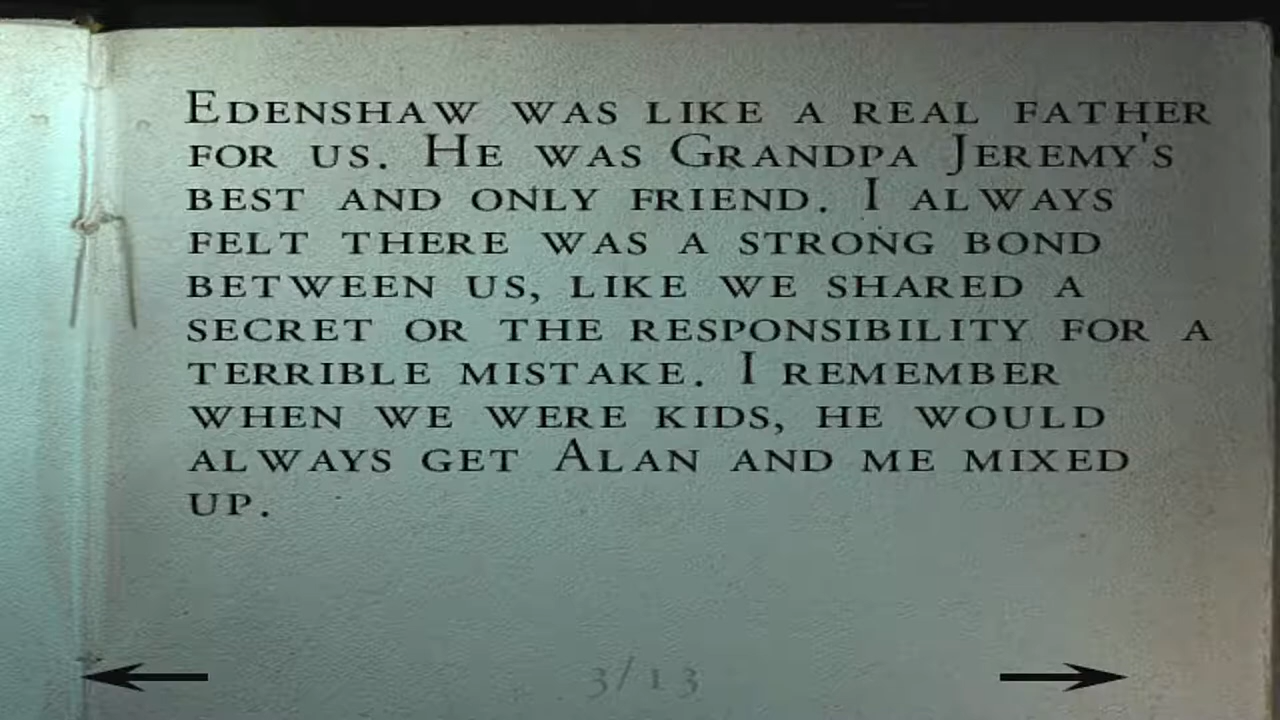 Edenshaw was like a real father
for us. He was Grandpa Jeremy's
best and only friend. I always
felt there was a strong bond
between us, like we shared a
secret or the responsibility for a
terrible mistake. I remember
when we were kids, he would
always get Alan and me mixed
up.
3/13